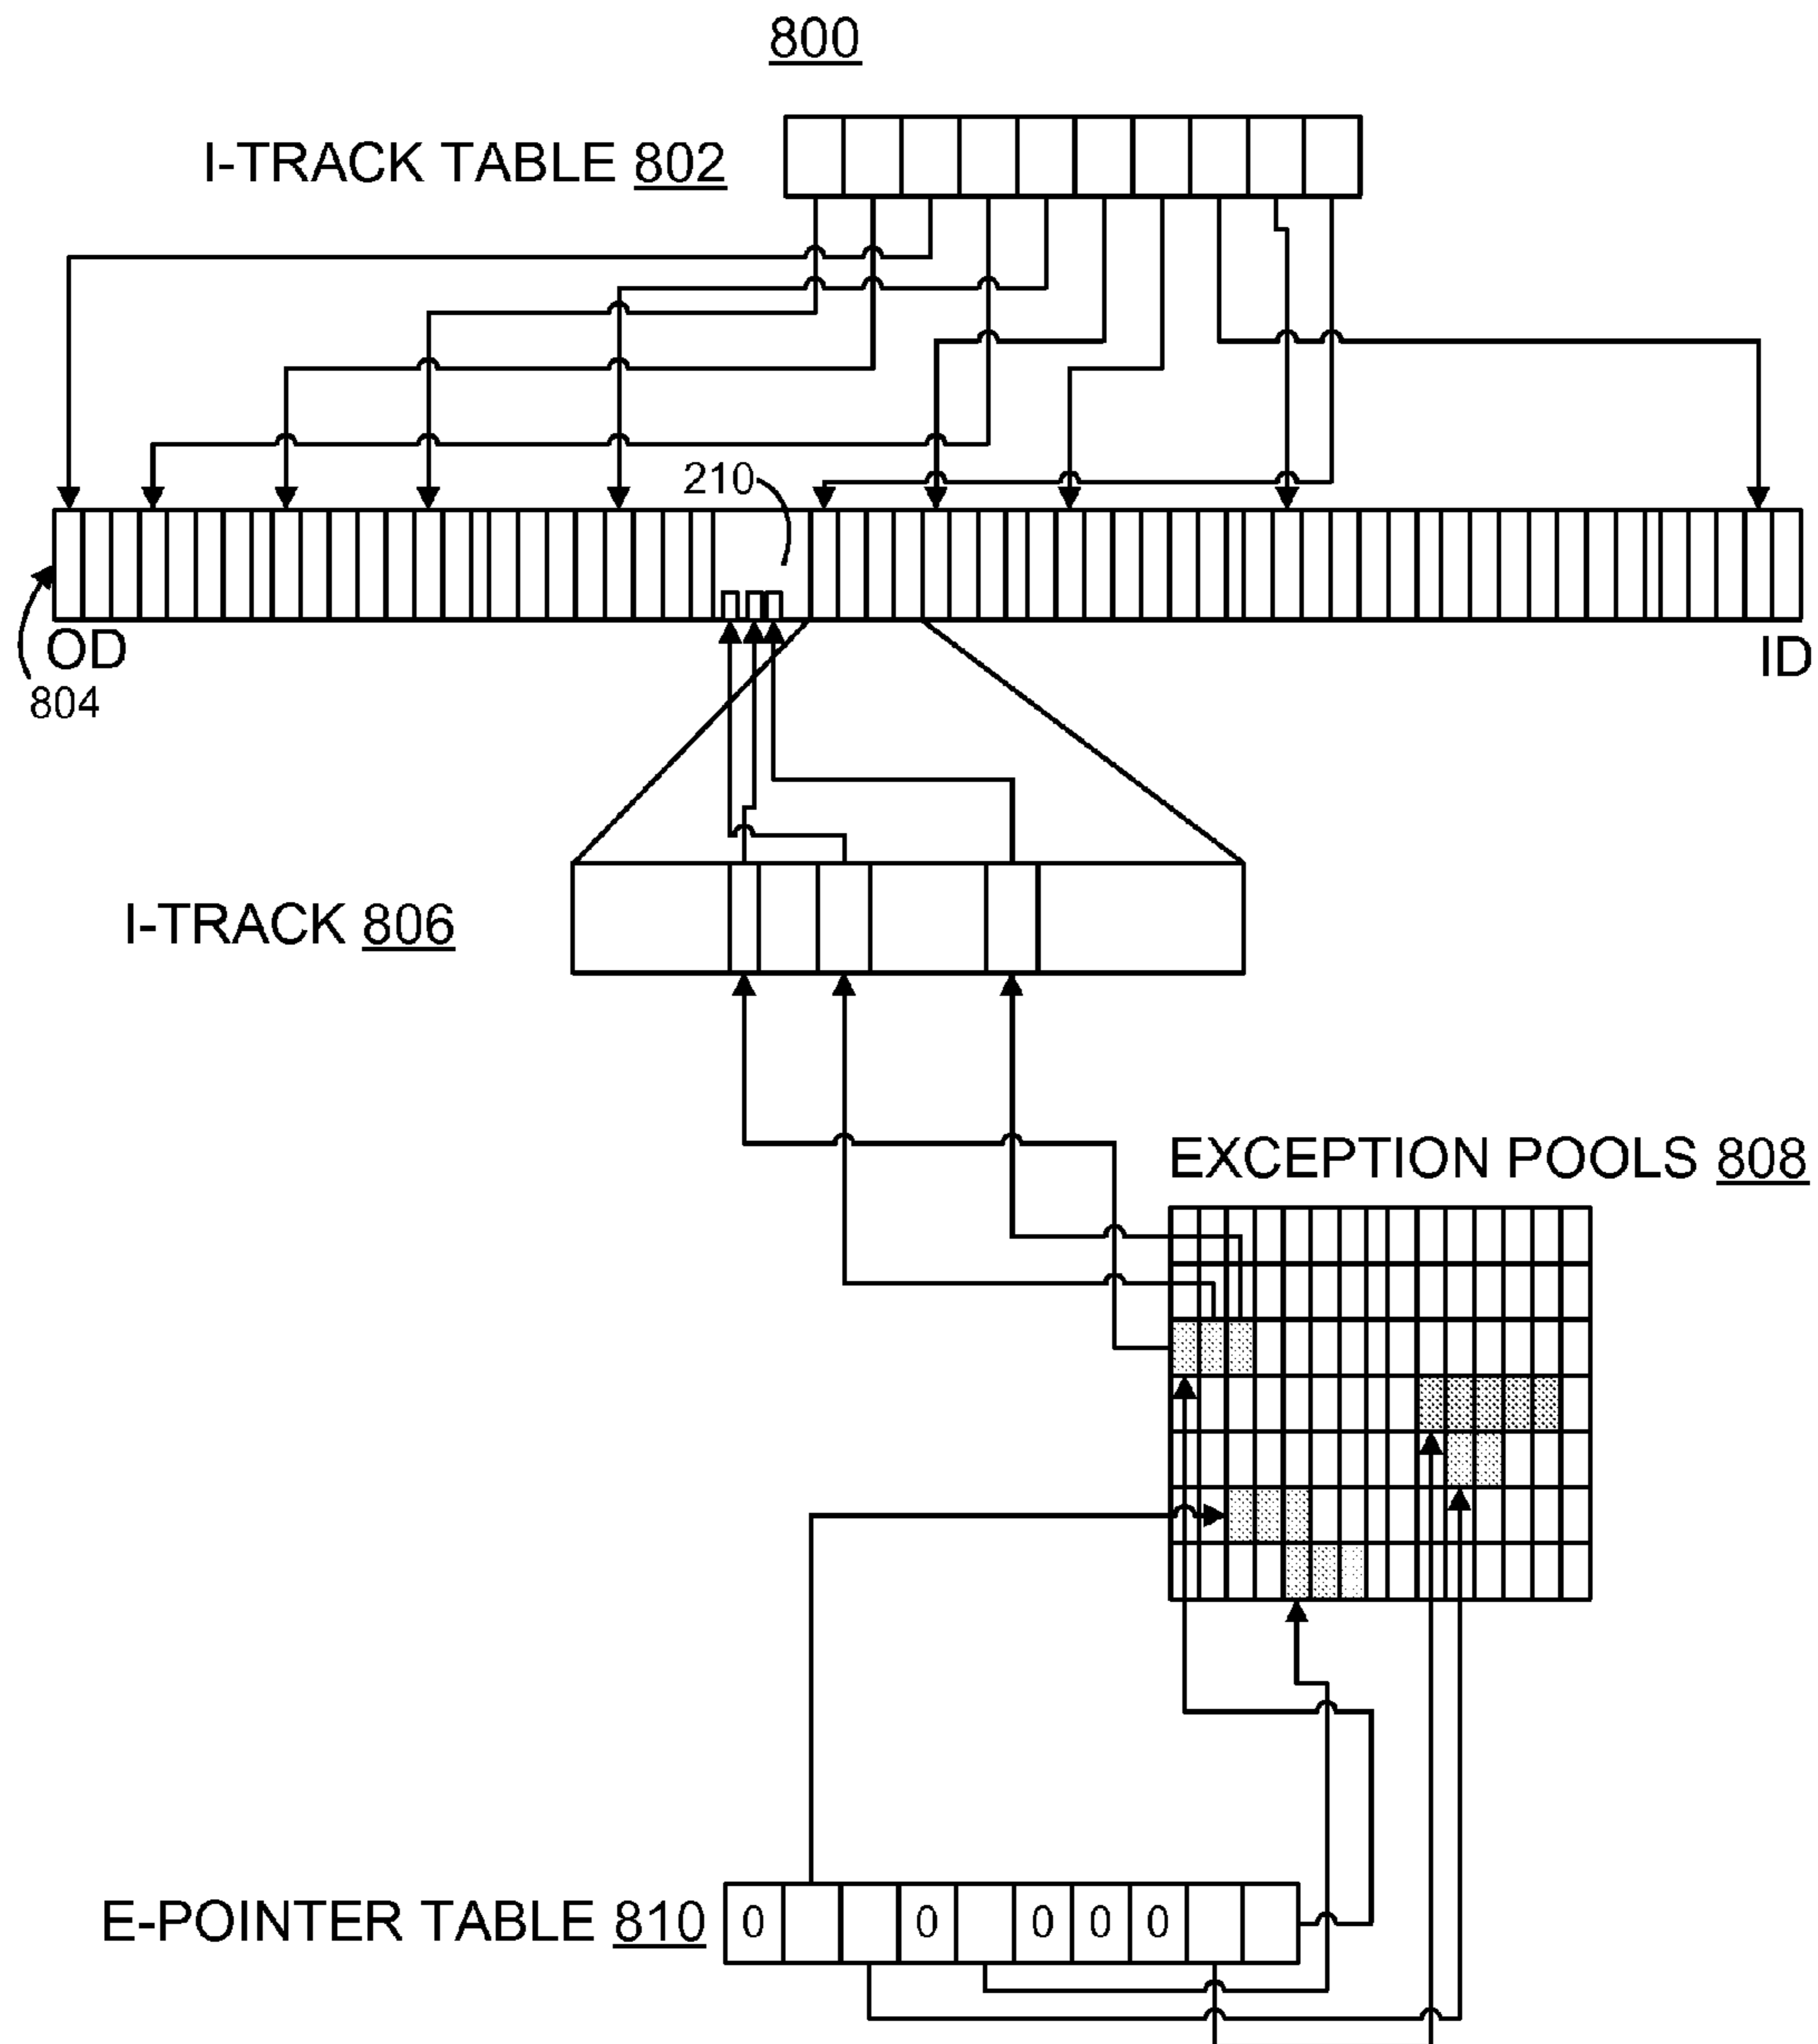 800
I-TRACK TABLE 802
210
OD
ID
804
I-TRACK 806
EXCEPTION POOLS 808
E-POINTER TABLE 810
0 0 0 0 0